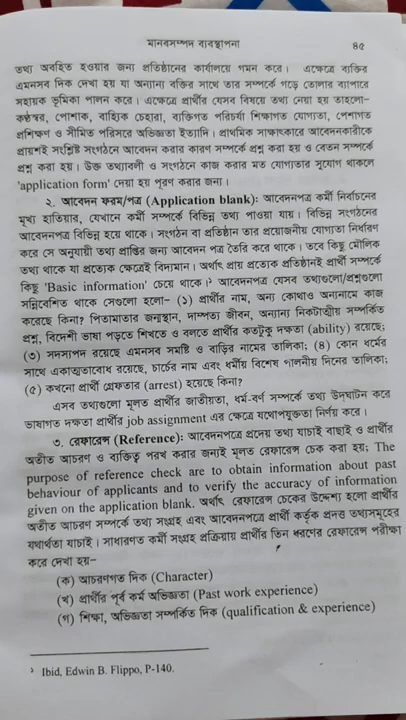 মানবসম্পদ ব্যবস্থাপনা ৪৫
তথ্য অবহিত হওয়ার জন্য প্রতিষ্ঠানের কার্যালয়ে গমন করে। এক্ষেত্রে ব্যক্তির
এমনসব দিক দেখা হয় যা অন্যান্য ব্যক্তির সাথে তার সম্পর্কে গড়ে তোলার ব্যাপারে
সহায়ক ভূমিকা পালন করে। এক্ষেত্রে প্রার্থীর যেসব বিষয়ে তথ্য নেয়া হয় তাহলো–
কণ্ঠস্বর, পোশাক, বাহ্যিক চেহারা, ব্যক্তিগত পরিচর্যা শিক্ষাগত যোগ্যতা, পেশাগত
প্রশিক্ষণ ও সীমিত পরিসরে অভিজ্ঞতা ইত্যাদি। প্রাথমিক সাক্ষাৎকারে আবেদনকারীকে
প্রায়শই সংশ্লিষ্ট সংগঠনে আবেদন করার কারণ সম্পর্কে প্রশ্ন করা হয় ও বেতন সম্পর্কে
প্রশ্ন করা হয়। উক্ত তথ্যাবলী ও সংগঠনে কাজ করার মত যোগ্যতার সুযোগ থাকলে
'application form' দেয়া হয় পূরণ করার জন্য।
২. আবেদন ফরম/পত্র (Application blank): আবেদনপত্র কর্মী নির্বাচনের
মূখ্য হাতিয়ার, যেখানে কর্মী সম্পর্কে বিভিন্ন তথ্য পাওয়া যায়। বিভিন্ন সংগঠনের
আবেদনপত্র বিভিন্ন হয়ে থাকে। সংগঠন বা প্রতিষ্ঠান তার প্রয়োজনীয় যোগ্যতা নির্ধারণ
করে সে অনুযায়ী তথ্য প্রাপ্তির জন্য আবেদন পত্র তৈরি করে থাকে। তবে কিছু মৌলিক
তথ্য থাকে যা প্রত্যেক ক্ষেত্রেই বিদ্যমান। অর্থাৎ প্রায় প্রত্যেক প্রতিষ্ঠানই প্রার্থী সম্পর্কে
কিছু 'Basic information' চেয়ে থাকে।১ আবেদনপত্র যেসব তথ্যগুলো/প্রশ্নগুলো
সন্নিবেশিত থাকে সেগুলো হলো– (১) প্রার্থীর নাম, অন্য কোথাও অন্যনামে কাজ
করেছে কিনা? পিতামাতার জন্মস্থান, দাম্পত্য জীবন, অন্যান্য নিকটাত্মীয় সম্পর্কিত
প্রশ্ন, বিদেশী ভাষা পড়তে শিখতে ও বলতে প্রার্থীর কতটুকু দক্ষতা (ability) রয়েছে;
(৩) সদস্যপদ রয়েছে এমনসব সমষ্টি ও বাড়ির নামের তালিকা; (৪) কোন ধর্মের
সাথে একাত্মতাবোধ রয়েছে, চার্চের নাম এবং ধর্মীয় বিশেষ পালনীয় দিনের তালিকা;
(৫) কখনো প্রার্থী গ্রেফতার (arrest) হয়েছে কিনা?
এসব তথ্যগুলো মূলত প্রার্থীর জাতীয়তা, ধর্ম-বর্ণ সম্পর্কে তথ্য উদ্ঘাটন করে
ভাষাগত দক্ষতা প্রার্থীর job assignment এর ক্ষেত্রে যথোপযুক্ততা নির্ণয় করে।
৩. রেফারেন্স (Reference): আবেদনপত্রে প্রদেয় তথ্য যাচাই বাছাই ও প্রার্থীর
অতীত আচরণ ও ব্যক্তিত্ব পরখ করার জন্যই মূলত রেফারেন্স চেক করা হয়; The
purpose of reference check are to obtain information about past
behaviour of applicants and to verify the accuracy of information
given on the application blank. অর্থাৎ রেফারেন্স চেকের উদ্দেশ্য হলো প্রার্থীর
অতীত আচরণ সম্পর্কে তথ্য সংগ্রহ এবং আবেদনপত্রে প্রার্থী কর্তৃক প্রদত্ত তথ্যসমূহের
যথার্থতা যাচাই। সাধারণত কর্মী সংগ্রহ প্রক্রিয়ায় প্রার্থীর তিন ধরণের রেফারেন্স পরীক্ষা
করে দেখা হয়–
(ক) আচরণগত দিক (Character)
(খ) প্রার্থীর পূর্ব কর্ম অভিজ্ঞতা (Past work experience)
(গ) শিক্ষা, অভিজ্ঞতা সম্পর্কিত দিক (qualification & experience)
১ Ibid, Edwin B. Flippo, P-140.